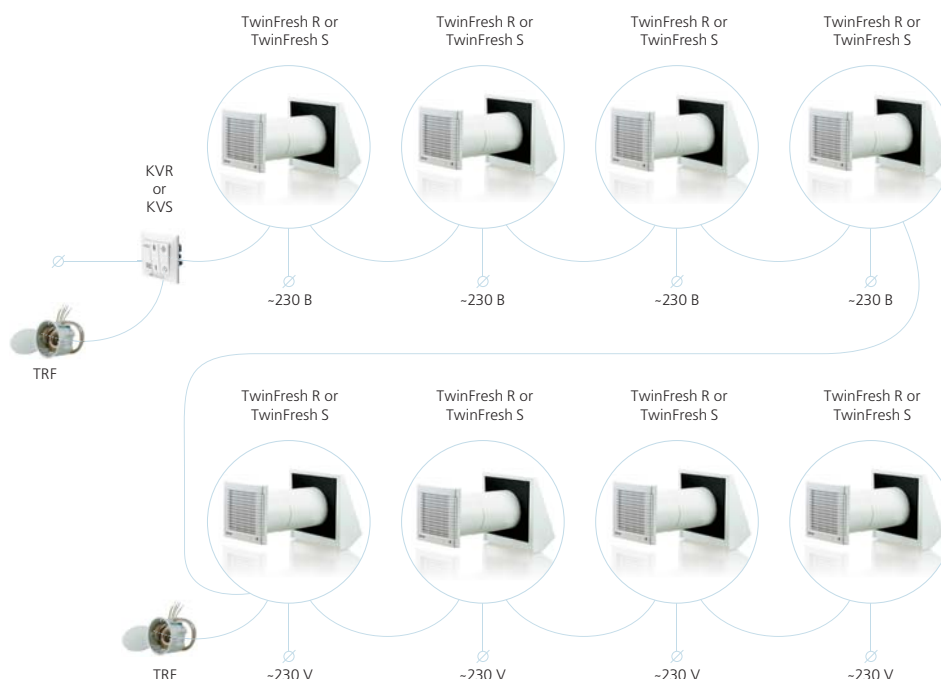 TwinFresh R or
TwinFresh S
TwinFresh R or
TwinFresh S
TwinFresh R or
TwinFresh S
TwinFresh R or
TwinFresh S
KVR
or
KVS
~230 В
~230 В
~230 В
~230 В
TRF
TwinFresh R or
TwinFresh S
TwinFresh R or
TwinFresh S
TwinFresh R or
TwinFresh S
TwinFresh R or
TwinFresh S
TRF
~230 V
~230 V
~230 V
~230 V